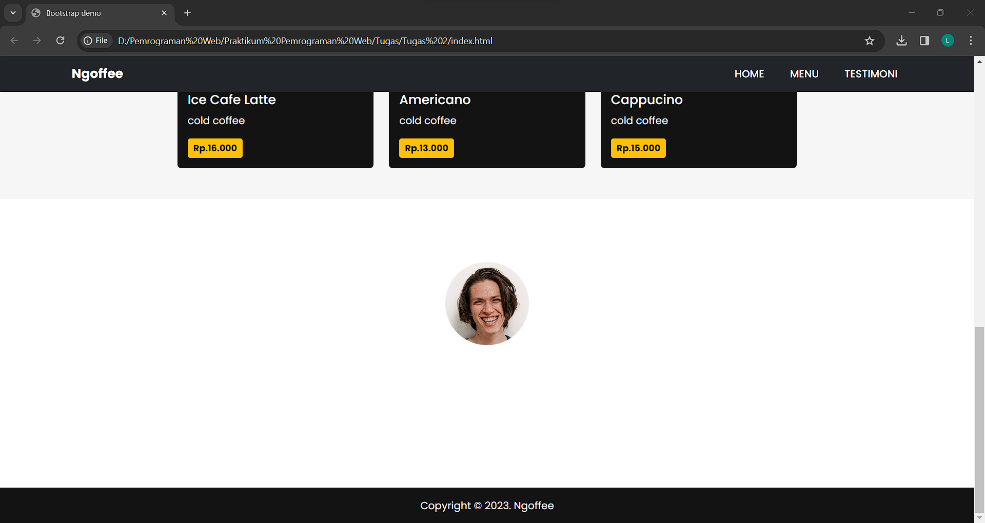 Bootstrap demo
File D:/Pemrograman%20Web/Praktikum%20Pemrograman%20Web/Tugas/Tugas%202/index.html
L
Ngoffee HOME MENU TESTIMONI
Ice Cafe Latte Americano Cappucino
cold coffee cold coffee cold coffee
Rp.16.000 Rp.13.000 Rp.15.000
Copyright © 2023. Ngoffee